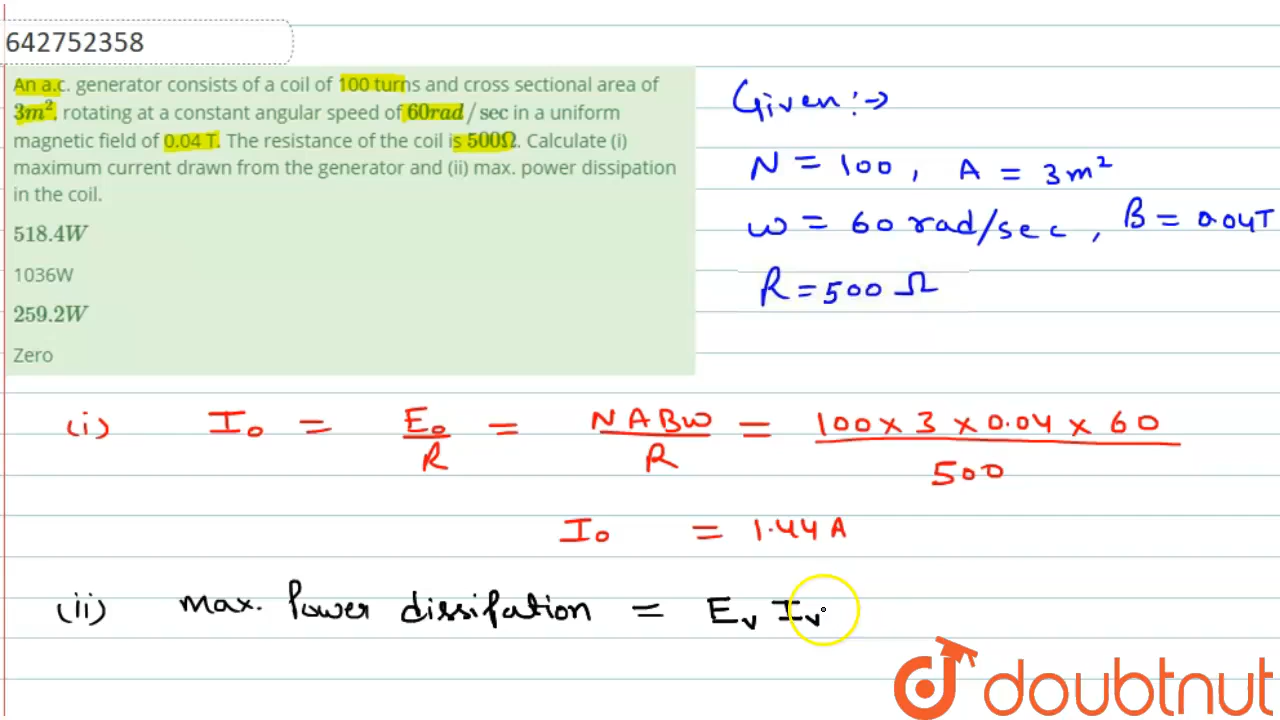 642752358
An a.c. generator consists of a coil of 100 turns and cross sectional area of
3m², rotating at a constant angular speed of 60rad/sec in a uniform
magnetic field of 0.04 T. The resistance of the coil is 500Ω. Calculate (i)
maximum current drawn from the generator and (ii) max. power dissipation
in the coil.
518.4W
1036W
259.2W
Zero
Given :→
N = 100 , A = 3m²
w = 60 rad/sec , B = 0.04T
R = 500 Ω
(i) I₀ = E₀/R = NABW/R = 100 × 3 × 0.04 × 60 / 500
I₀ = 1.44 A
(ii) max. Power dissipation = Eᵥ Iᵥ
doubtnut